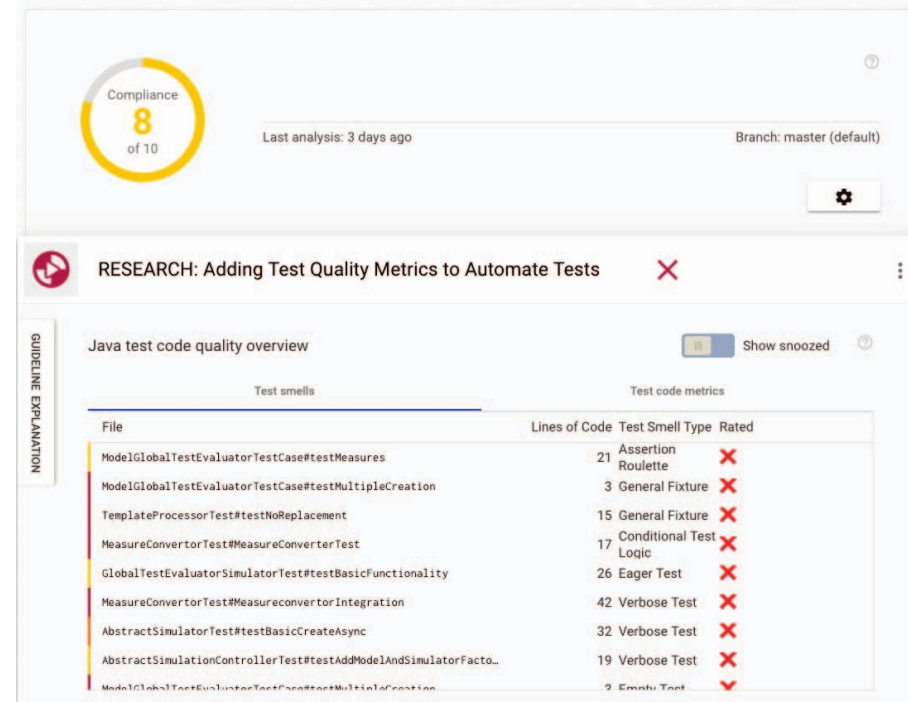 Compliance
8
of 10
Last analysis: 3 days ago
Branch: master (default)
RESEARCH: Adding Test Quality Metrics to Automate Tests
GUIDELINE EXPLANATION
Java test code quality overview
Show snoozed
Test smells
Test code metrics
File
Lines of Code
Test Smell Type
Rated
ModelGlobalTestEvaluatorTestCase#testMeasures
21
Assertion
Roulette
ModelGlobalTestEvaluatorTestCase#testMultipleCreation
3
General Fixture
TemplateProcessorTest#testNoReplacement
15
General Fixture
MeasureConvertorTest#MeasureConverterTest
17
Conditional Test
Logic
GlobalTestEvaluatorSimulatorTest#testBasicFunctionality
26
Eager Test
MeasureConvertorTest#MeasureconvertorIntegration
42
Verbose Test
AbstractSimulatorTest#testBasicCreateAsync
32
Verbose Test
AbstractSimulationControllerTest#testAddModelAndSimulatorFacto…
19
Verbose Test
ModelGlobalTestEvaluatorTestCase#testMultipleCreation
Empty Test